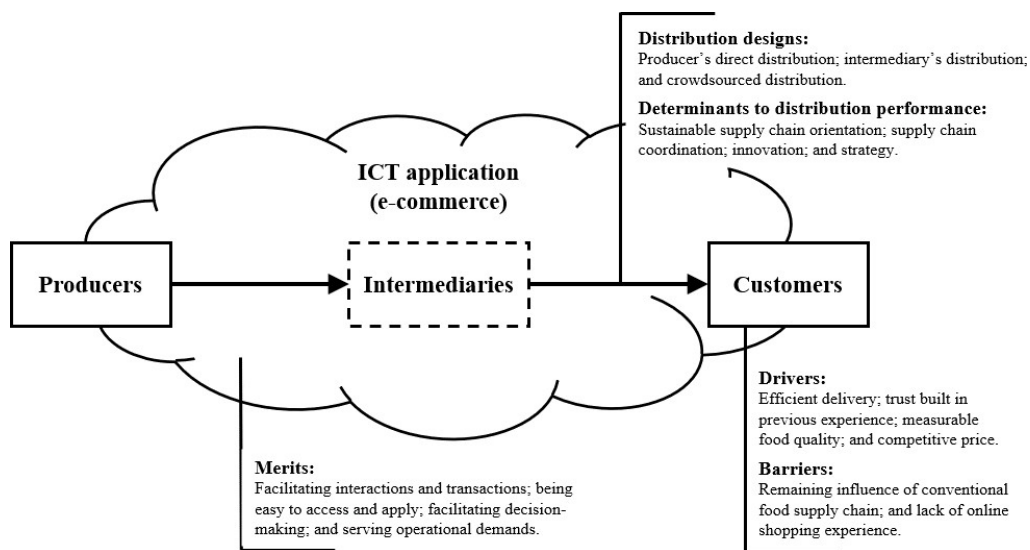 Distribution designs:
Producer's direct distribution; intermediary's distribution;
and crowdsourced distribution.
Determinants to distribution performance:
Sustainable supply chain orientation; supply chain
coordination; innovation; and strategy.
ICT application
(e-commerce)
Producers
Intermediaries
Customers
Drivers:
Efficient delivery; trust built in
previous experience; measurable
food quality; and competitive price.
Barriers:
Remaining influence of conventional
food supply chain; and lack of online
shopping experience.
Merits:
Facilitating interactions and transactions; being
easy to access and apply; facilitating decision-
making; and serving operational demands.